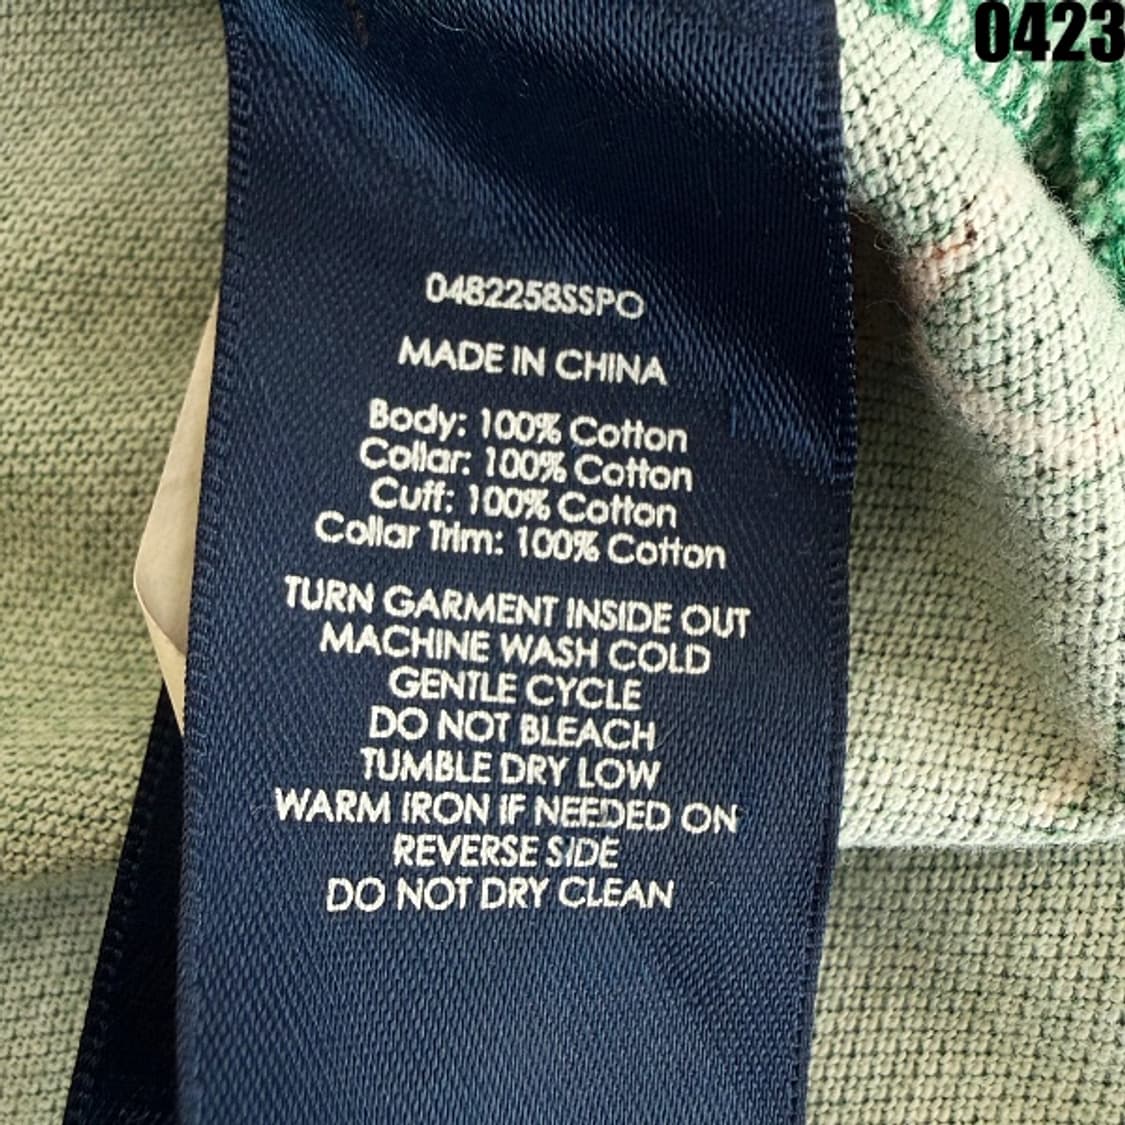 0423
0482258SSPO
MADE IN CHINA
Body: 100% Cotton
Collar: 100% Cotton
Cuff: 100% Cotton
Collar Trim: 100% Cotton
TURN GARMENT INSIDE OUT
MACHINE WASH COLD
GENTLE CYCLE
DO NOT BLEACH
TUMBLE DRY LOW
WARM IRON IF NEEDED ON
REVERSE SIDE
DO NOT DRY CLEAN